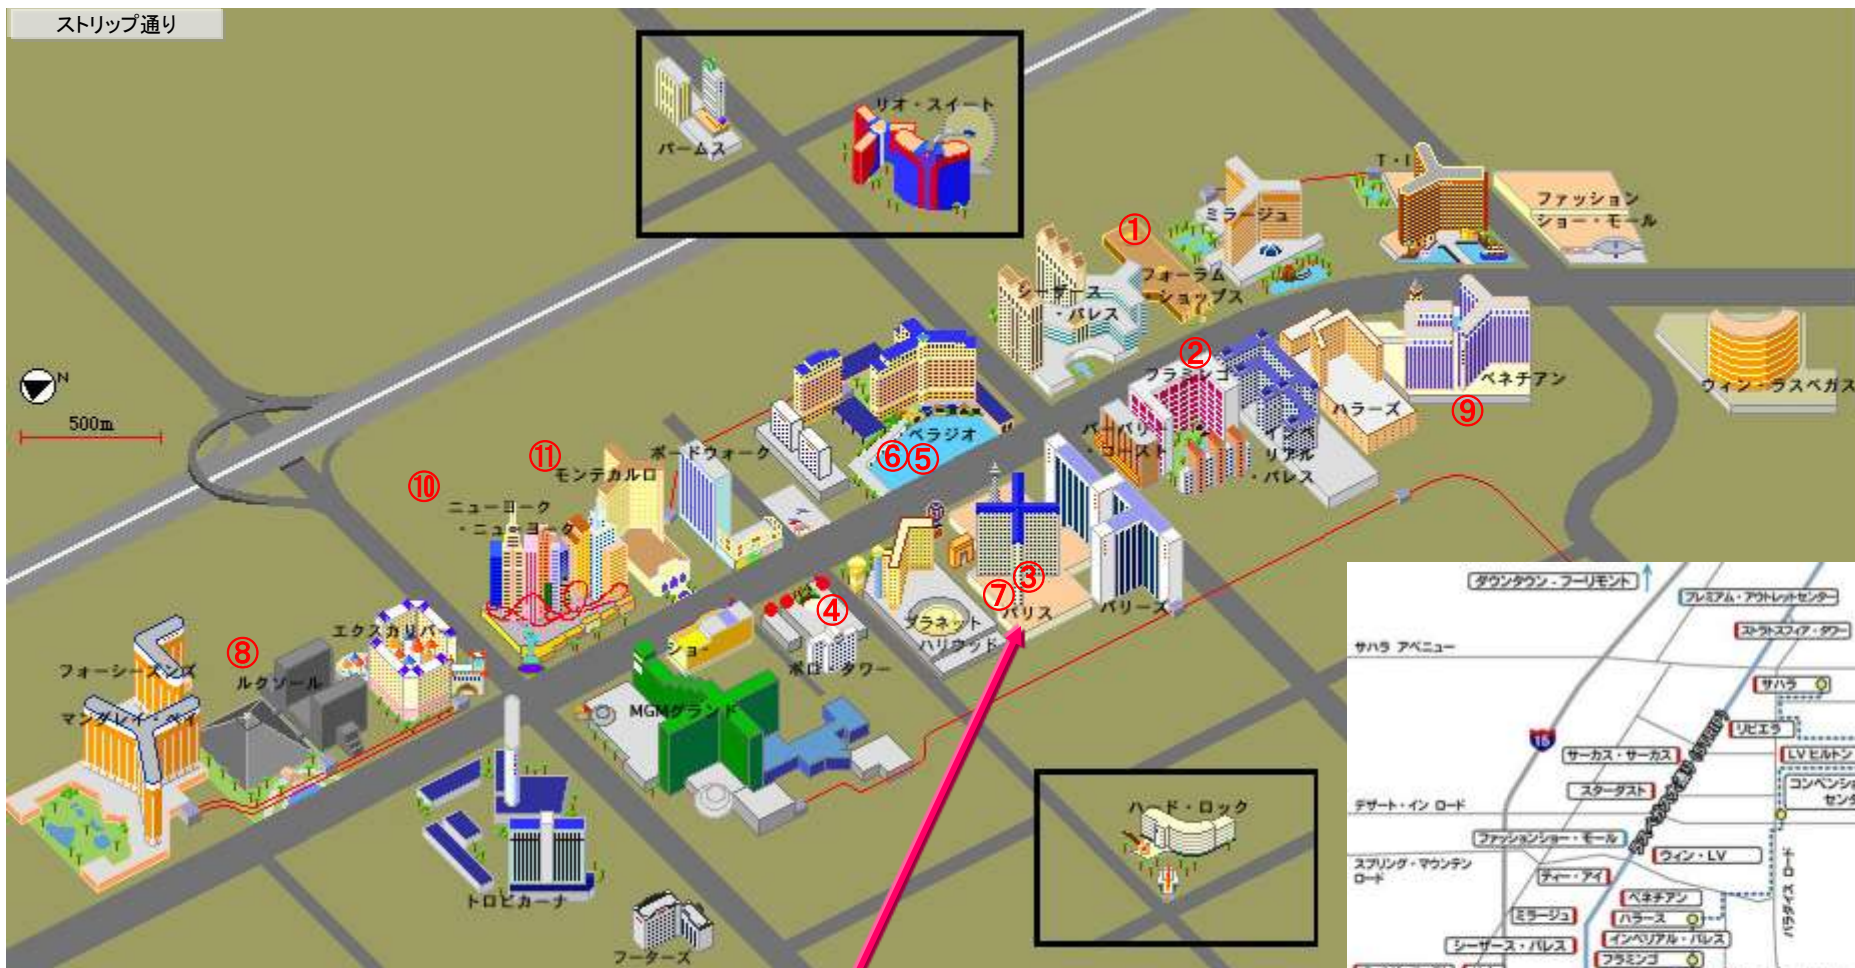 ストリップ通り
パームス
リオ・スイート
T・I
ファッション
ショー・モール
ミラージュ
①
フォーラム
・ショップス
シーザース
・パレス
N
500m
②
フラミンゴ
ベネチアン
ウィン・ラスベガス
ハラーズ
⑨
バーバリー
・コースト
イ
リアル
・パレス
ベラジオ
⑥⑤
ボードウォーク
⑪
モンテカルロ
⑩
ニューヨーク
・ニューヨーク
③
⑦
パリス
バリーズ
④
プラネット
ハリウッド
ポロ・タワー
ショー
エクスカリバー
⑧
ルクソール
フォーシーズンズ
マンダレイ・ベイ
MGMグランド
トロピカーナ
フーターズ
ハード・ロック
ダウンタウン・フーリモント
プレミアム・アウトレットセンター
ストラトスフィア・タワー
サハラ アベニュー
サハラ
リビエラ
15
サーカス・サーカス
LVヒルトン
スターダスト
コンベンショ
センタ
デザート・イン ロード
ファッションショー・モール
ウィン・LV
スプリング・マウンテン
ロード
ティー・アイ
パラダイス ロード
ベネチアン
ミラージュ
ハラース
シーザース・パレス
インペリアル・パレス
フラミンゴ